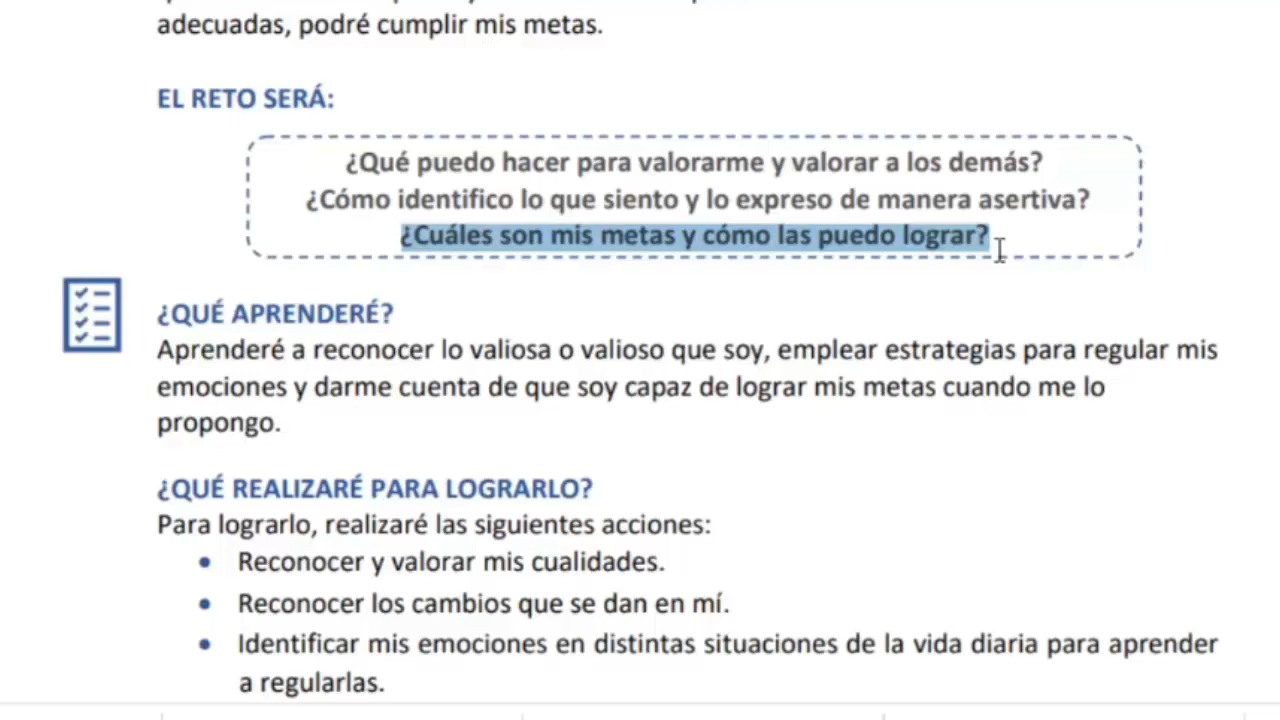 adecuadas, podré cumplir mis metas.
EL RETO SERÁ:
¿Qué puedo hacer para valorarme y valorar a los demás?
¿Cómo identifico lo que siento y lo expreso de manera asertiva?
¿Cuáles son mis metas y cómo las puedo lograr?
¿QUÉ APRENDERÉ?
Aprenderé a reconocer lo valiosa o valioso que soy, emplear estrategias para regular mis
emociones y darme cuenta de que soy capaz de lograr mis metas cuando me lo
propongo.
¿QUÉ REALIZARÉ PARA LOGRARLO?
Para lograrlo, realizaré las siguientes acciones:
• Reconocer y valorar mis cualidades.
• Reconocer los cambios que se dan en mí.
• Identificar mis emociones en distintas situaciones de la vida diaria para aprender
a regularlas.